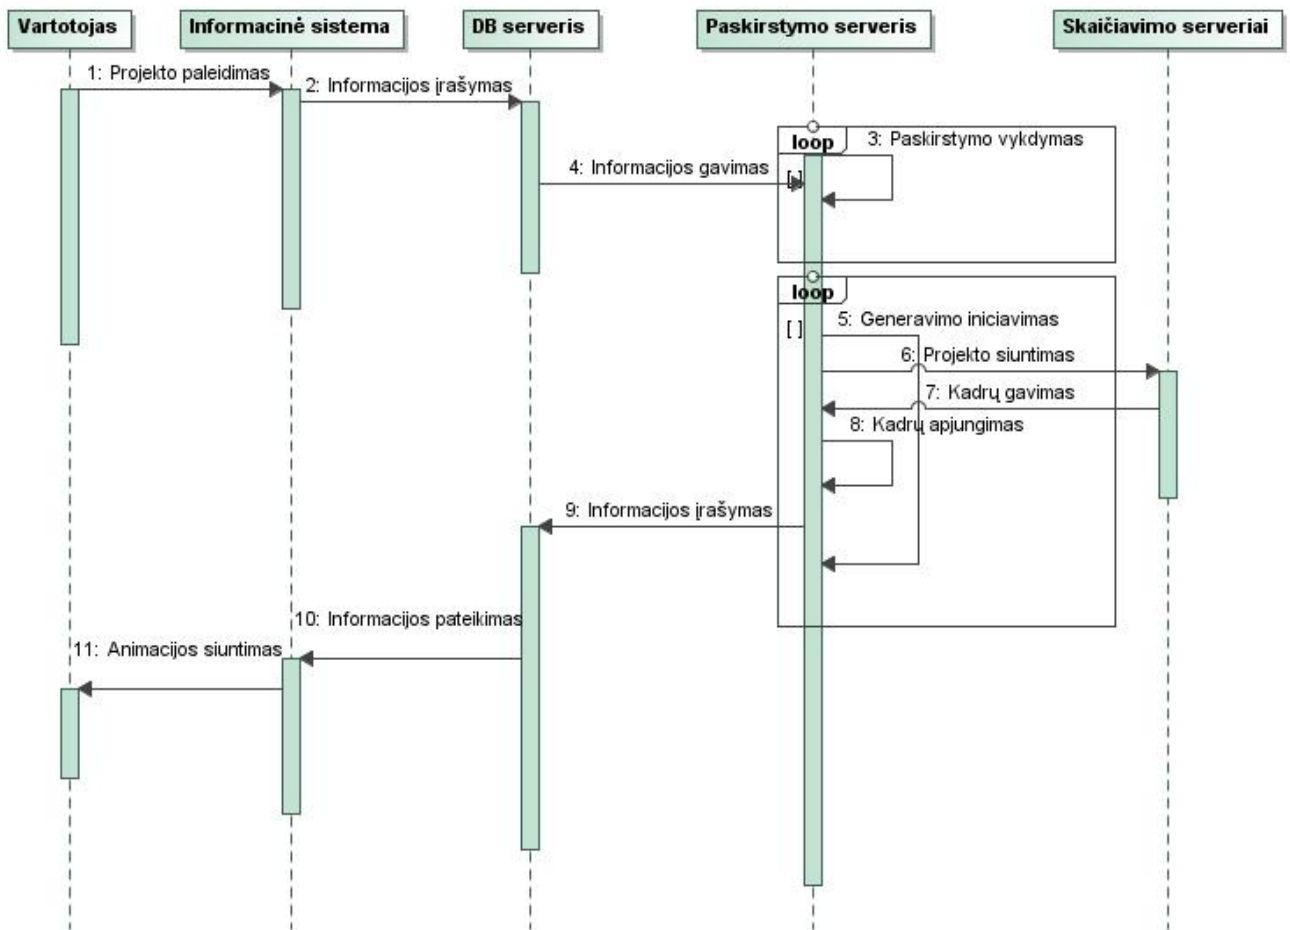 Vartotojas
Informacinė sistema
DB serveris
Paskirstymo serveris
Skaičiavimo serveriai
1: Projekto paleidimas
2: Informacijos įrašymas
loop
3: Paskirstymo vykdymas
4: Informacijos gavimas
[ ]
loop
[ ]
5: Generavimo iniciavimas
6: Projekto siuntimas
7: Kadrų gavimas
8: Kadrų apjungimas
9: Informacijos įrašymas
10: Informacijos pateikimas
11: Animacijos siuntimas